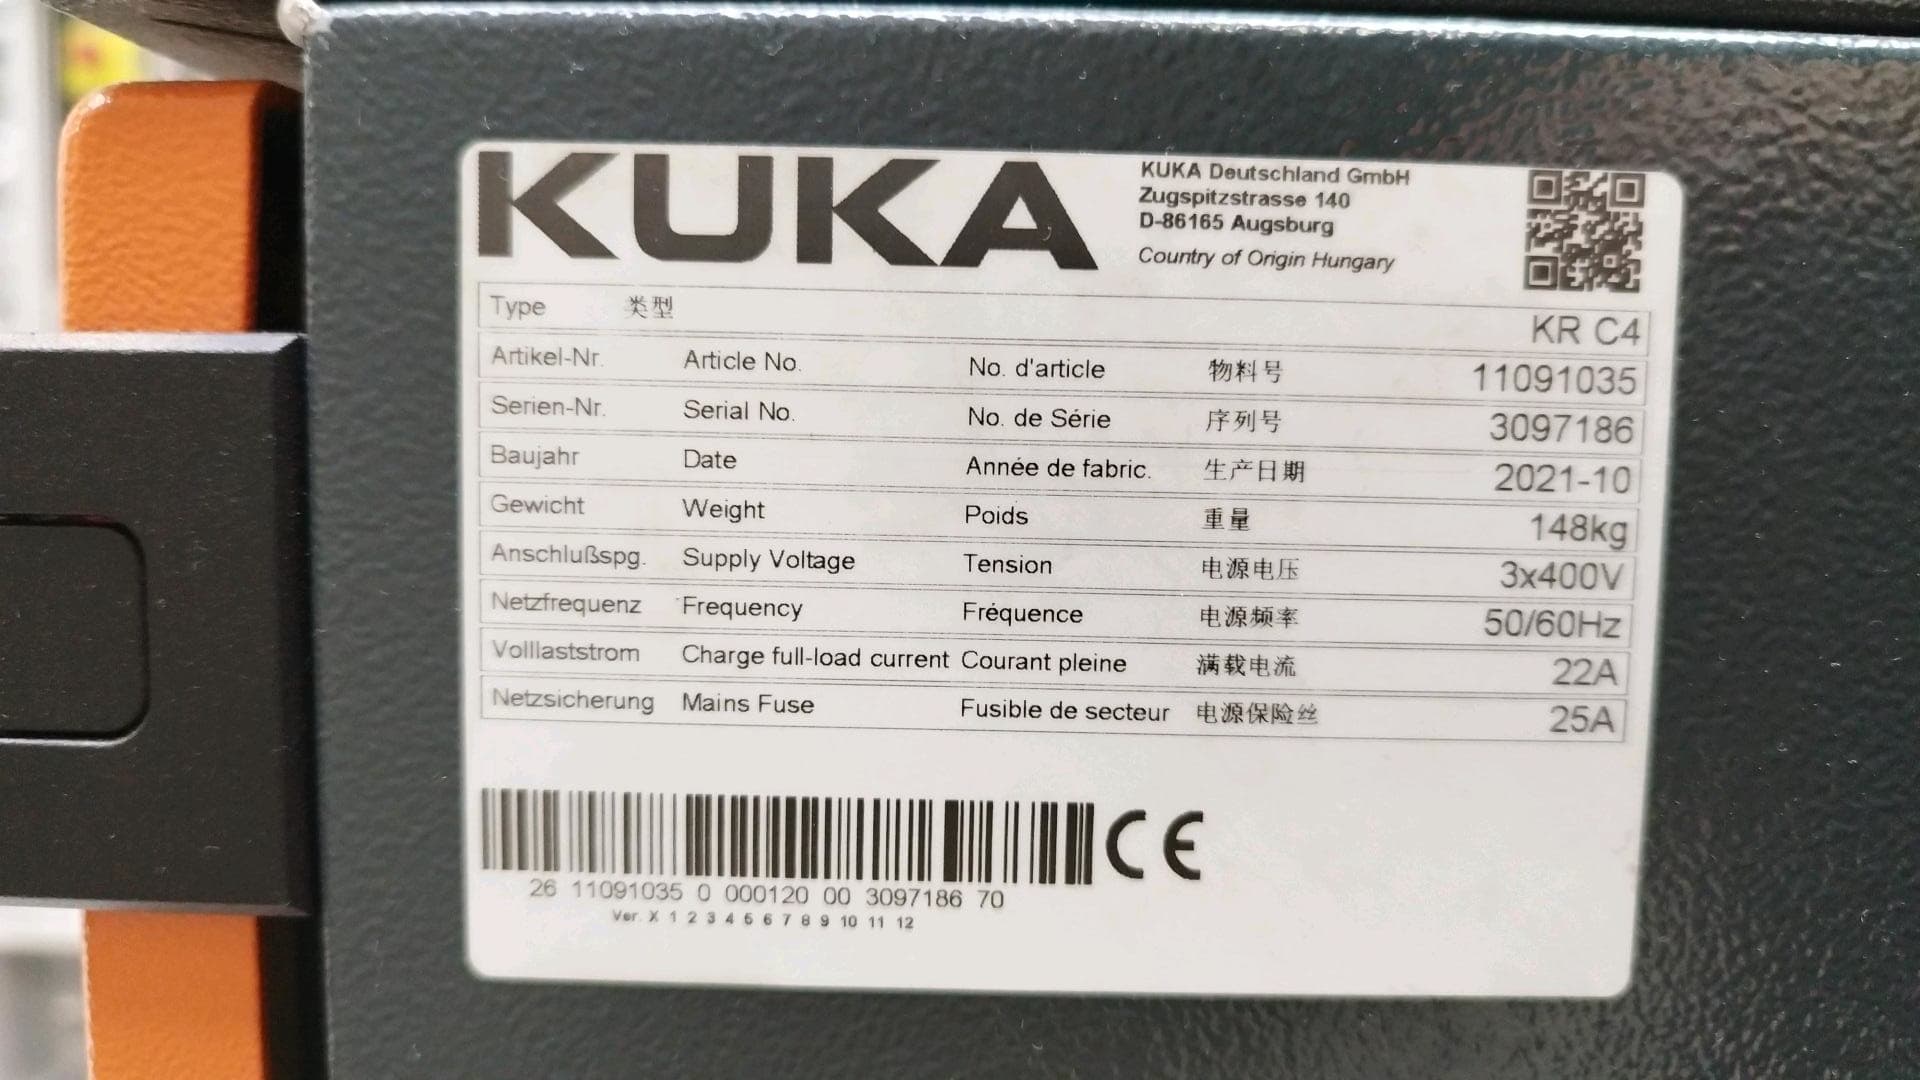 KUKA
KUKA Deutschland GmbH
Zugspitzstrasse 140
D-86165 Augsburg
Country of Origin Hungary
Type 类型 KR C4
Artikel-Nr. Article No. No. d'article 物料号 11091035
Serien-Nr. Serial No. No. de Série 序列号 3097186
Baujahr Date Année de fabric. 生产日期 2021-10
Gewicht Weight Poids 重量 148kg
Anschlußspg. Supply Voltage Tension 电源电压 3x400V
Netzfrequenz Frequency Fréquence 电源频率 50/60Hz
Volllaststrom Charge full-load current Courant pleine 满载电流 22A
Netzsicherung Mains Fuse Fusible de secteur 电源保险丝 25A
CE
26 11091035 0 000120 00 3097186 70
Ver. X 1 2 3 4 5 6 7 8 9 10 11 12